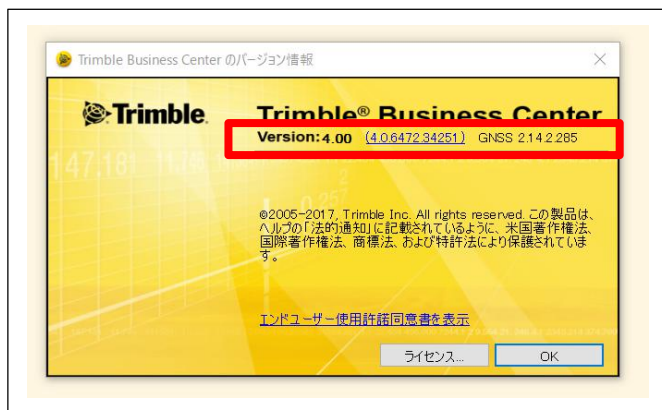 Trimble Business Center のバージョン情報
Trimble.
Trimble® Business Center
Version:4.00 (4.0.6472.34251) GNSS 2.14.2.285
147.181
©2005-2017, Trimble Inc. All rights reserved. この製品は、
ヘルプの「法的通知」に記載されているように、米国著作権法、
国際著作権法、商標法、および特許法により保護されていま
す。
エンドユーザー使用許諾同意書を表示
ライセンス...
OK